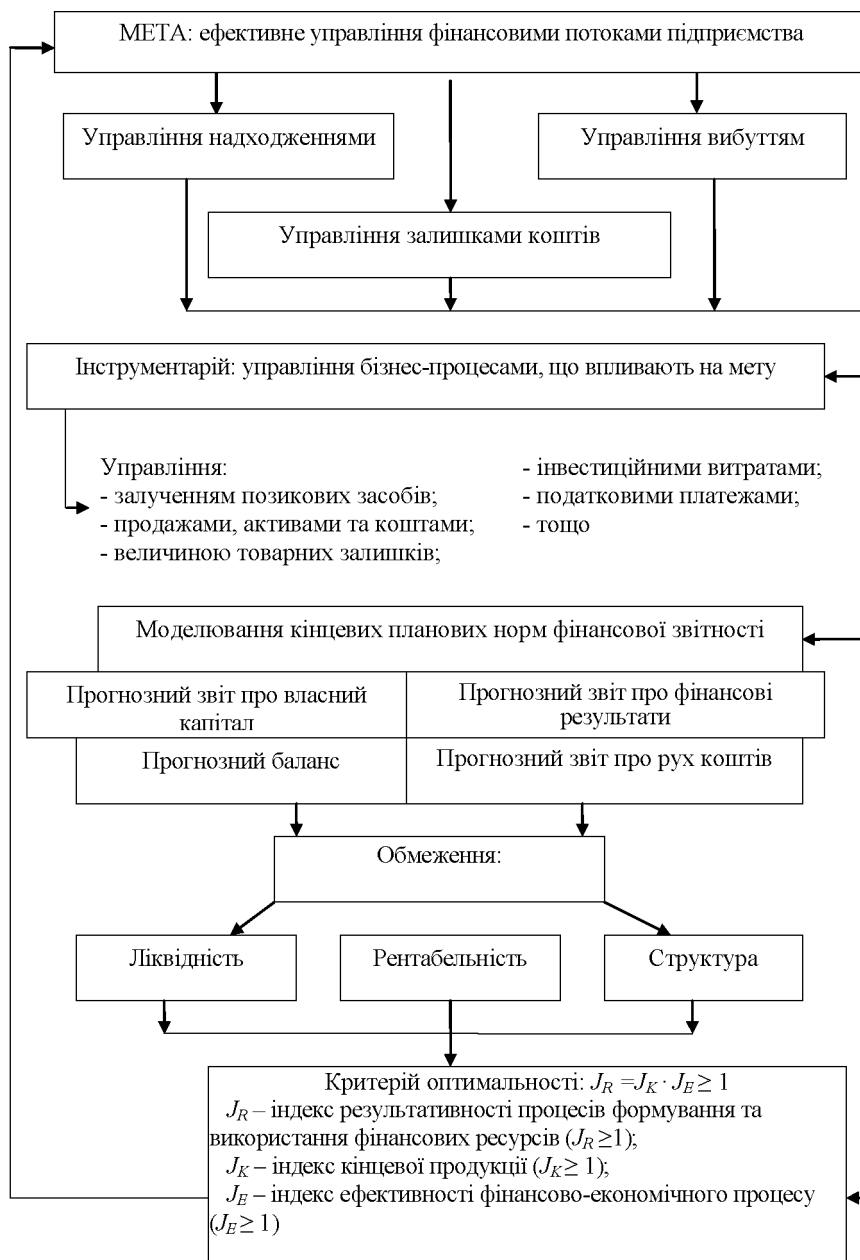 МЕТА: ефективне управління фінансовими потоками підприємства
Управління надходженнями
Управління вибуттям
Управління залишками коштів
Інструментарій: управління бізнес-процесами, що впливають на мету
Управління:
- залученням позикових засобів;
- продажами, активами та коштами;
- величиною товарних залишків;
- інвестиційними витратами;
- податковими платежами;
- тощо
Моделювання кінцевих планових норм фінансової звітності
Прогнозний звіт про власний
капітал
Прогнозний звіт про фінансові
результати
Прогнозний баланс
Прогнозний звіт про рух коштів
Обмеження:
Ліквідність
Рентабельність
Структура
Критерій оптимальності: J_R =J_K · J_E ≥ 1
J_R – індекс результативності процесів формування та
використання фінансових ресурсів (J_R ≥1);
J_K – індекс кінцевої продукції (J_K ≥ 1);
J_E – індекс ефективності фінансово-економічного процесу
(J_E ≥ 1)